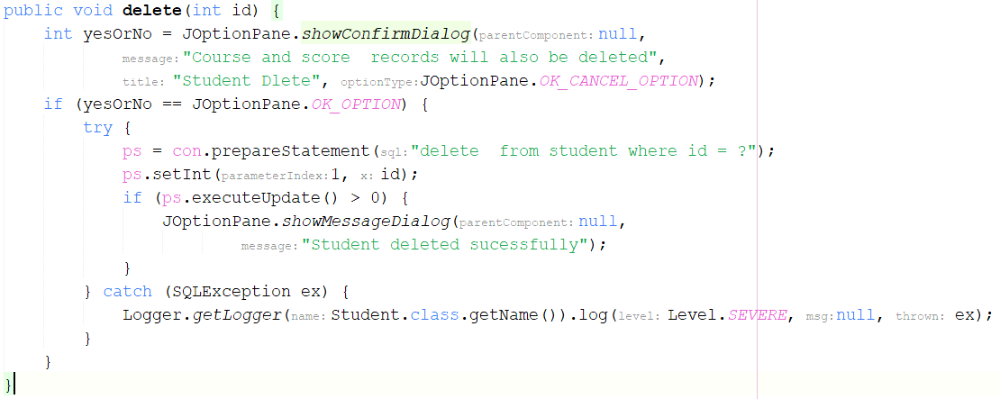 public void delete(int id) {
    int yesOrNo = JOptionPane.showConfirmDialog(parentComponent: null,
            message: "Course and score  records will also be deleted",
            title: "Student Dlete", optionType:JOptionPane.OK_CANCEL_OPTION);
    if (yesOrNo == JOptionPane.OK_OPTION) {
        try {
            ps = con.prepareStatement(sql:"delete  from student where id = ?");
            ps.setInt(parameterIndex:1, x: id);
            if (ps.executeUpdate() > 0) {
                JOptionPane.showMessageDialog(parentComponent: null,
                        message: "Student deleted sucessfully");
            }
        } catch (SQLException ex) {
            Logger.getLogger(name: Student.class.getName()).log(level: Level.SEVERE, msg:null, thrown: ex);
        }
    }
}